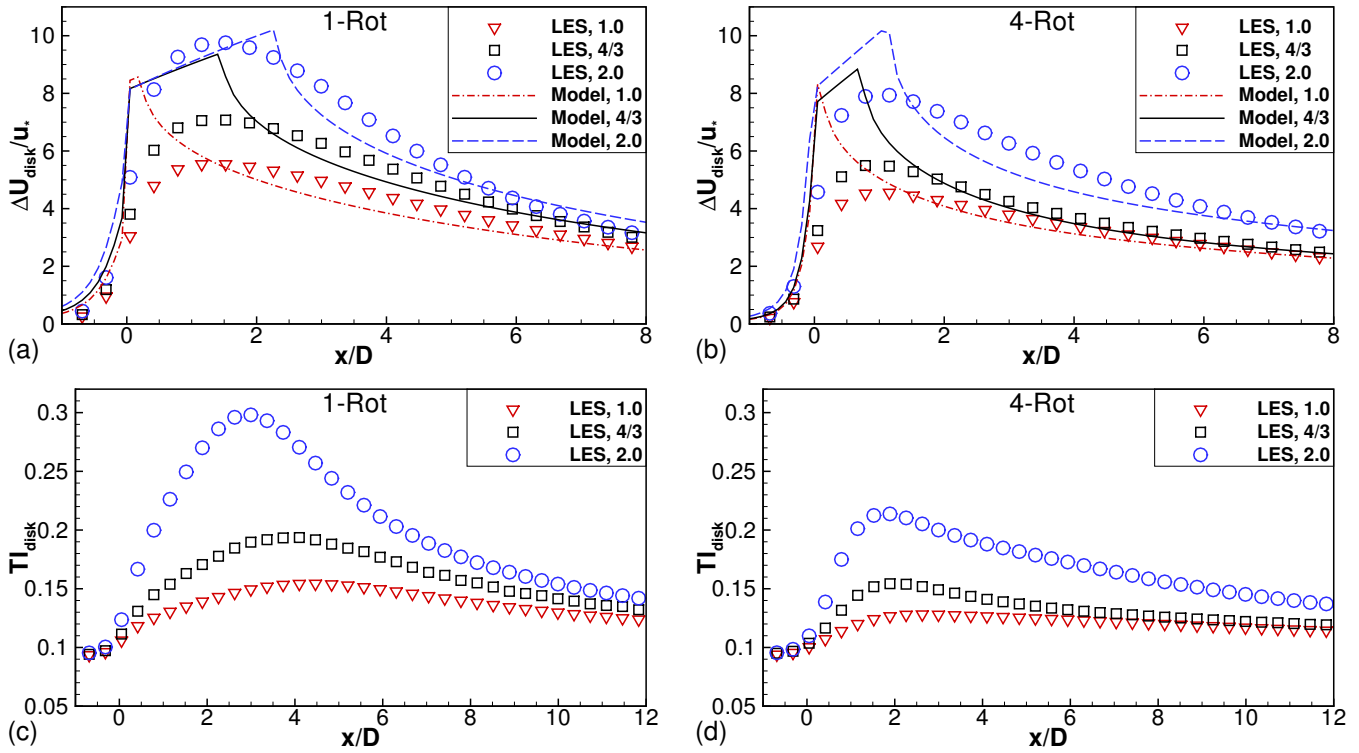 1-Rot
LES, 1.0
LES, 4/3
LES, 2.0
Model, 1.0
Model, 4/3
Model, 2.0
10
8
6
4
2
0
ΔU_disk/u_*
0 2 4 6 8
x/D
(a)
4-Rot
LES, 1.0
LES, 4/3
LES, 2.0
Model, 1.0
Model, 4/3
Model, 2.0
10
8
6
4
2
0
ΔU_disk/u_*
0 2 4 6 8
x/D
(b)
1-Rot
LES, 1.0
LES, 4/3
LES, 2.0
0.3
0.25
0.2
0.15
0.1
0.05
TI_disk
0 2 4 6 8 10 12
x/D
(c)
4-Rot
LES, 1.0
LES, 4/3
LES, 2.0
0.3
0.25
0.2
0.15
0.1
0.05
TI_disk
0 2 4 6 8 10 12
x/D
(d)